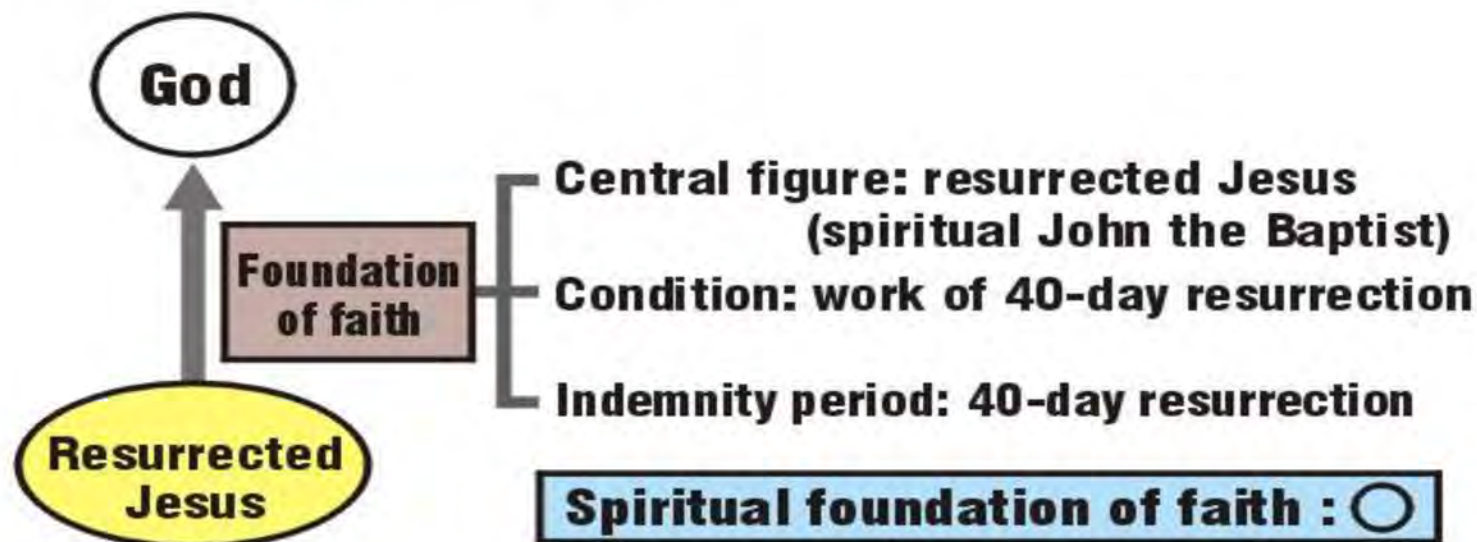 God
Central figure: resurrected Jesus
(spiritual John the Baptist)
Foundation
of faith
Condition: work of 40-day resurrection
Indemnity period: 40-day resurrection
Resurrected
Jesus
Spiritual foundation of faith : ◯